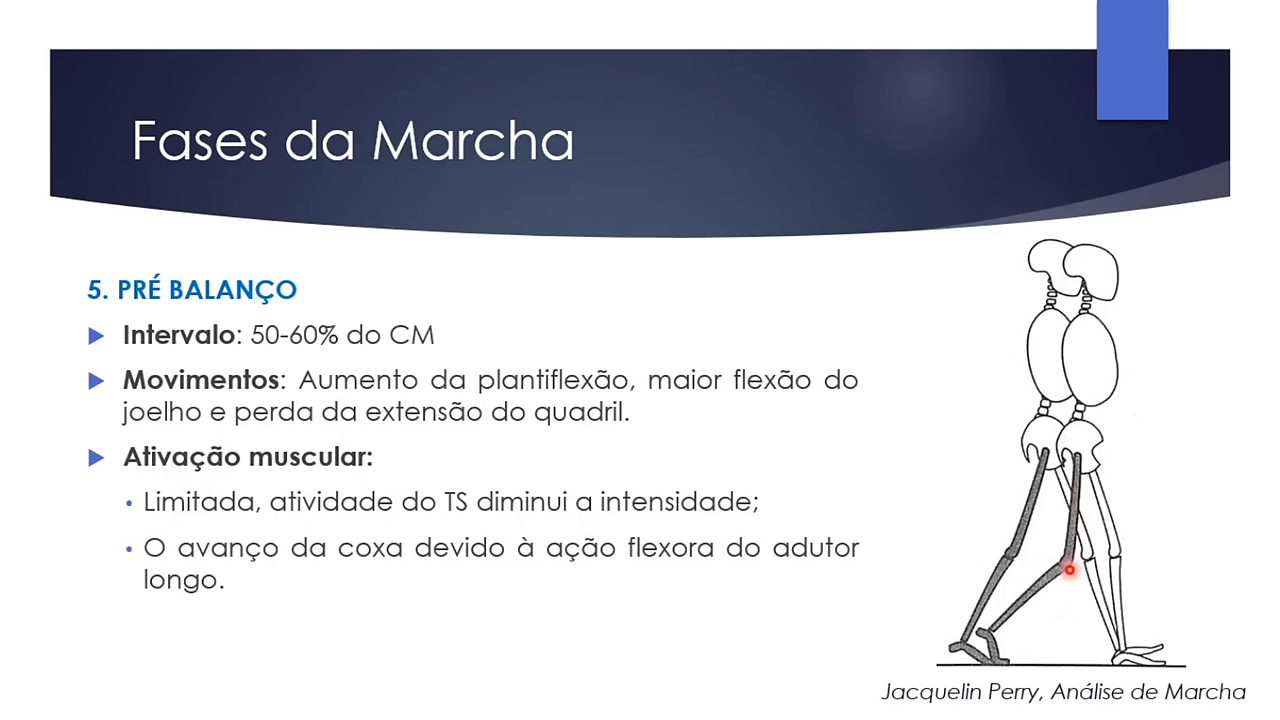 Fases da Marcha
5. PRÉ BALANÇO
Intervalo: 50-60% do CM
Movimentos: Aumento da plantiflexão, maior flexão do
joelho e perda da extensão do quadril.
Ativação muscular:
Limitada, atividade do TS diminui a intensidade;
O avanço da coxa devido à ação flexora do adutor
longo.
Jacquelin Perry, Análise de Marcha